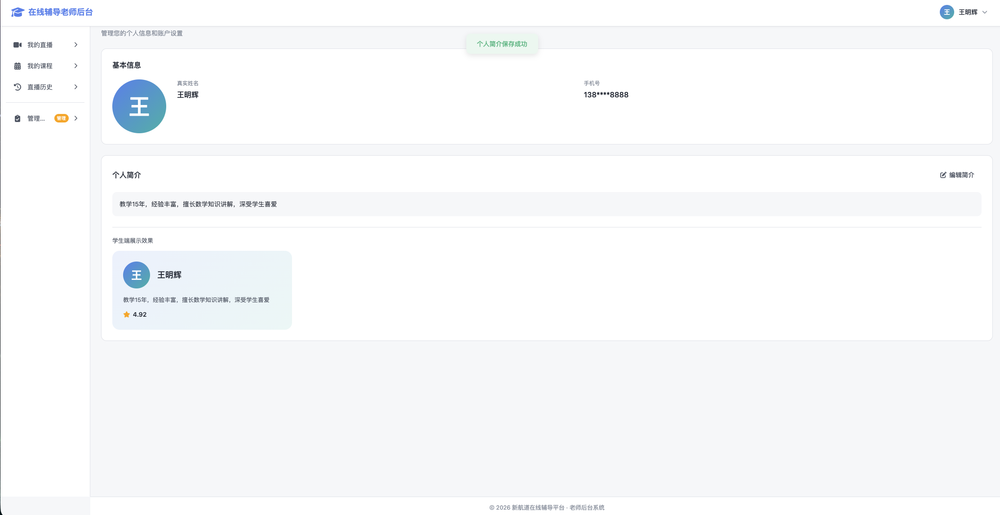 在线辅导老师后台
王 王明辉
我的直播
我的课程
直播历史
管理... 管理
管理您的个人信息和账户设置
个人简介保存成功
基本信息
王
真实姓名
王明辉
手机号
138****8888
个人简介
编辑简介
教学15年，经验丰富，擅长数学知识讲解，深受学生喜爱
学生端展示效果
王 王明辉
教学15年，经验丰富，擅长数学知识讲解，深受学生喜爱
4.92
© 2026 新航道在线辅导平台 · 老师后台系统